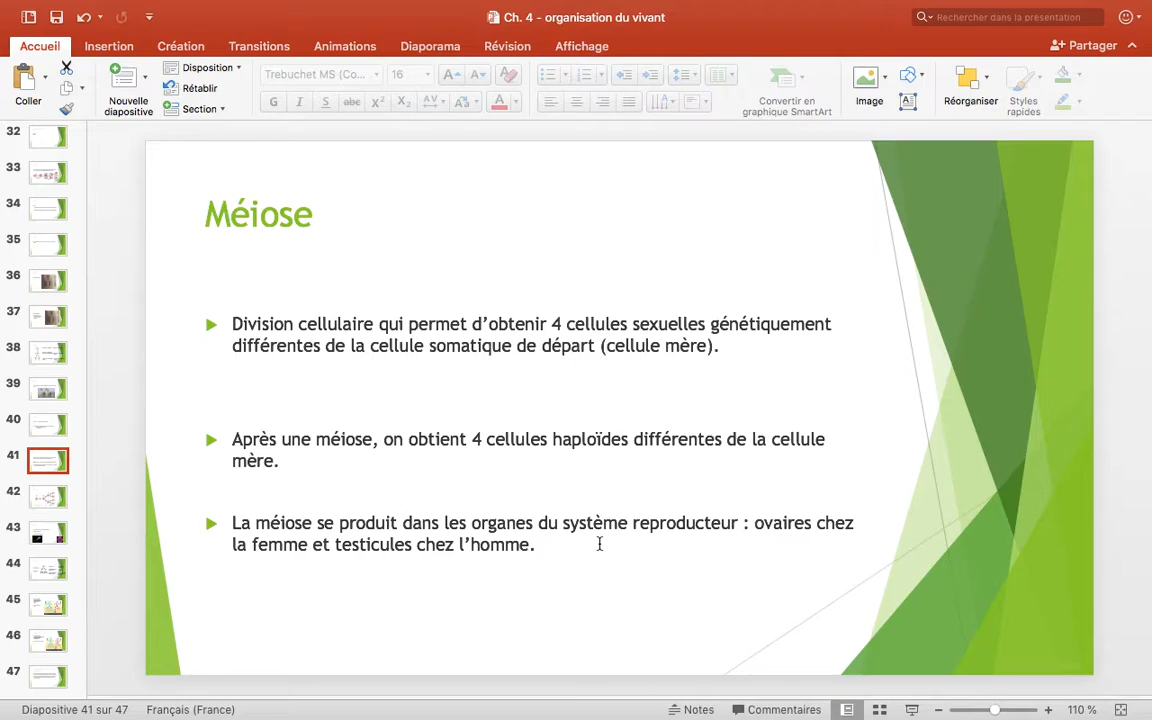 Ch. 4 - organisation du vivant
Rechercher dans la présentation
Accueil Insertion Création Transitions Animations Diaporama Révision Affichage Partager
Coller
Nouvelle diapositive
Disposition
Rétablir
Section
Trebuchet MS (Co... 16
G I S abc X² X₂ AV Aa A
Convertir en graphique SmartArt
Image
Réorganiser
Styles rapides
32
33
34
35
36
37
38
39
40
41
42
43
44
45
46
47
Méiose
Division cellulaire qui permet d’obtenir 4 cellules sexuelles génétiquement
différentes de la cellule somatique de départ (cellule mère).
Après une méiose, on obtient 4 cellules haploïdes différentes de la cellule
mère.
La méiose se produit dans les organes du système reproducteur : ovaires chez
la femme et testicules chez l’homme.
Diapositive 41 sur 47 Français (France) Notes Commentaires 110 %